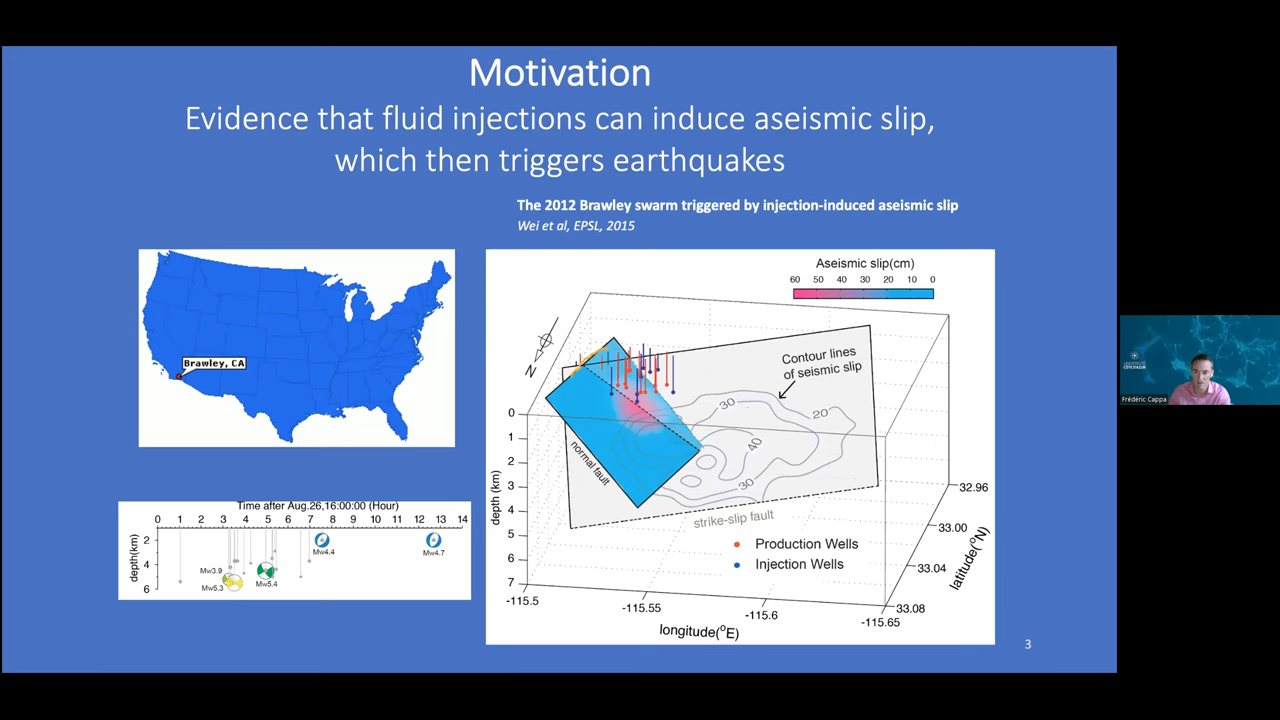 Motivation
Evidence that fluid injections can induce aseismic slip,
which then triggers earthquakes
The 2012 Brawley swarm triggered by injection-induced aseismic slip
Wei et al, EPSL, 2015
Brawley, CA
Time after Aug.26,16:00:00 (Hour)
0 1 2 3 4 5 6 7 8 9 10 11 12 13 14
depth(km)
2
4
6
Mw3.9
Mw5.3
Mw5.4
Mw4.4
Mw4.7
Aseismic slip(cm)
60 50 40 30 20 10 0
N
Contour lines
of seismic slip
30
20
40
30
normal fault
strike-slip fault
depth (km)
0
1
2
3
4
5
6
7
Production Wells
Injection Wells
-115.5
-115.55
-115.6
-115.65
longitude(°E)
32.96
33.00
33.04
33.08
latitude(°N)
3
UNIVERSITÉ
CÔTE D'AZUR
Frédéric Cappa